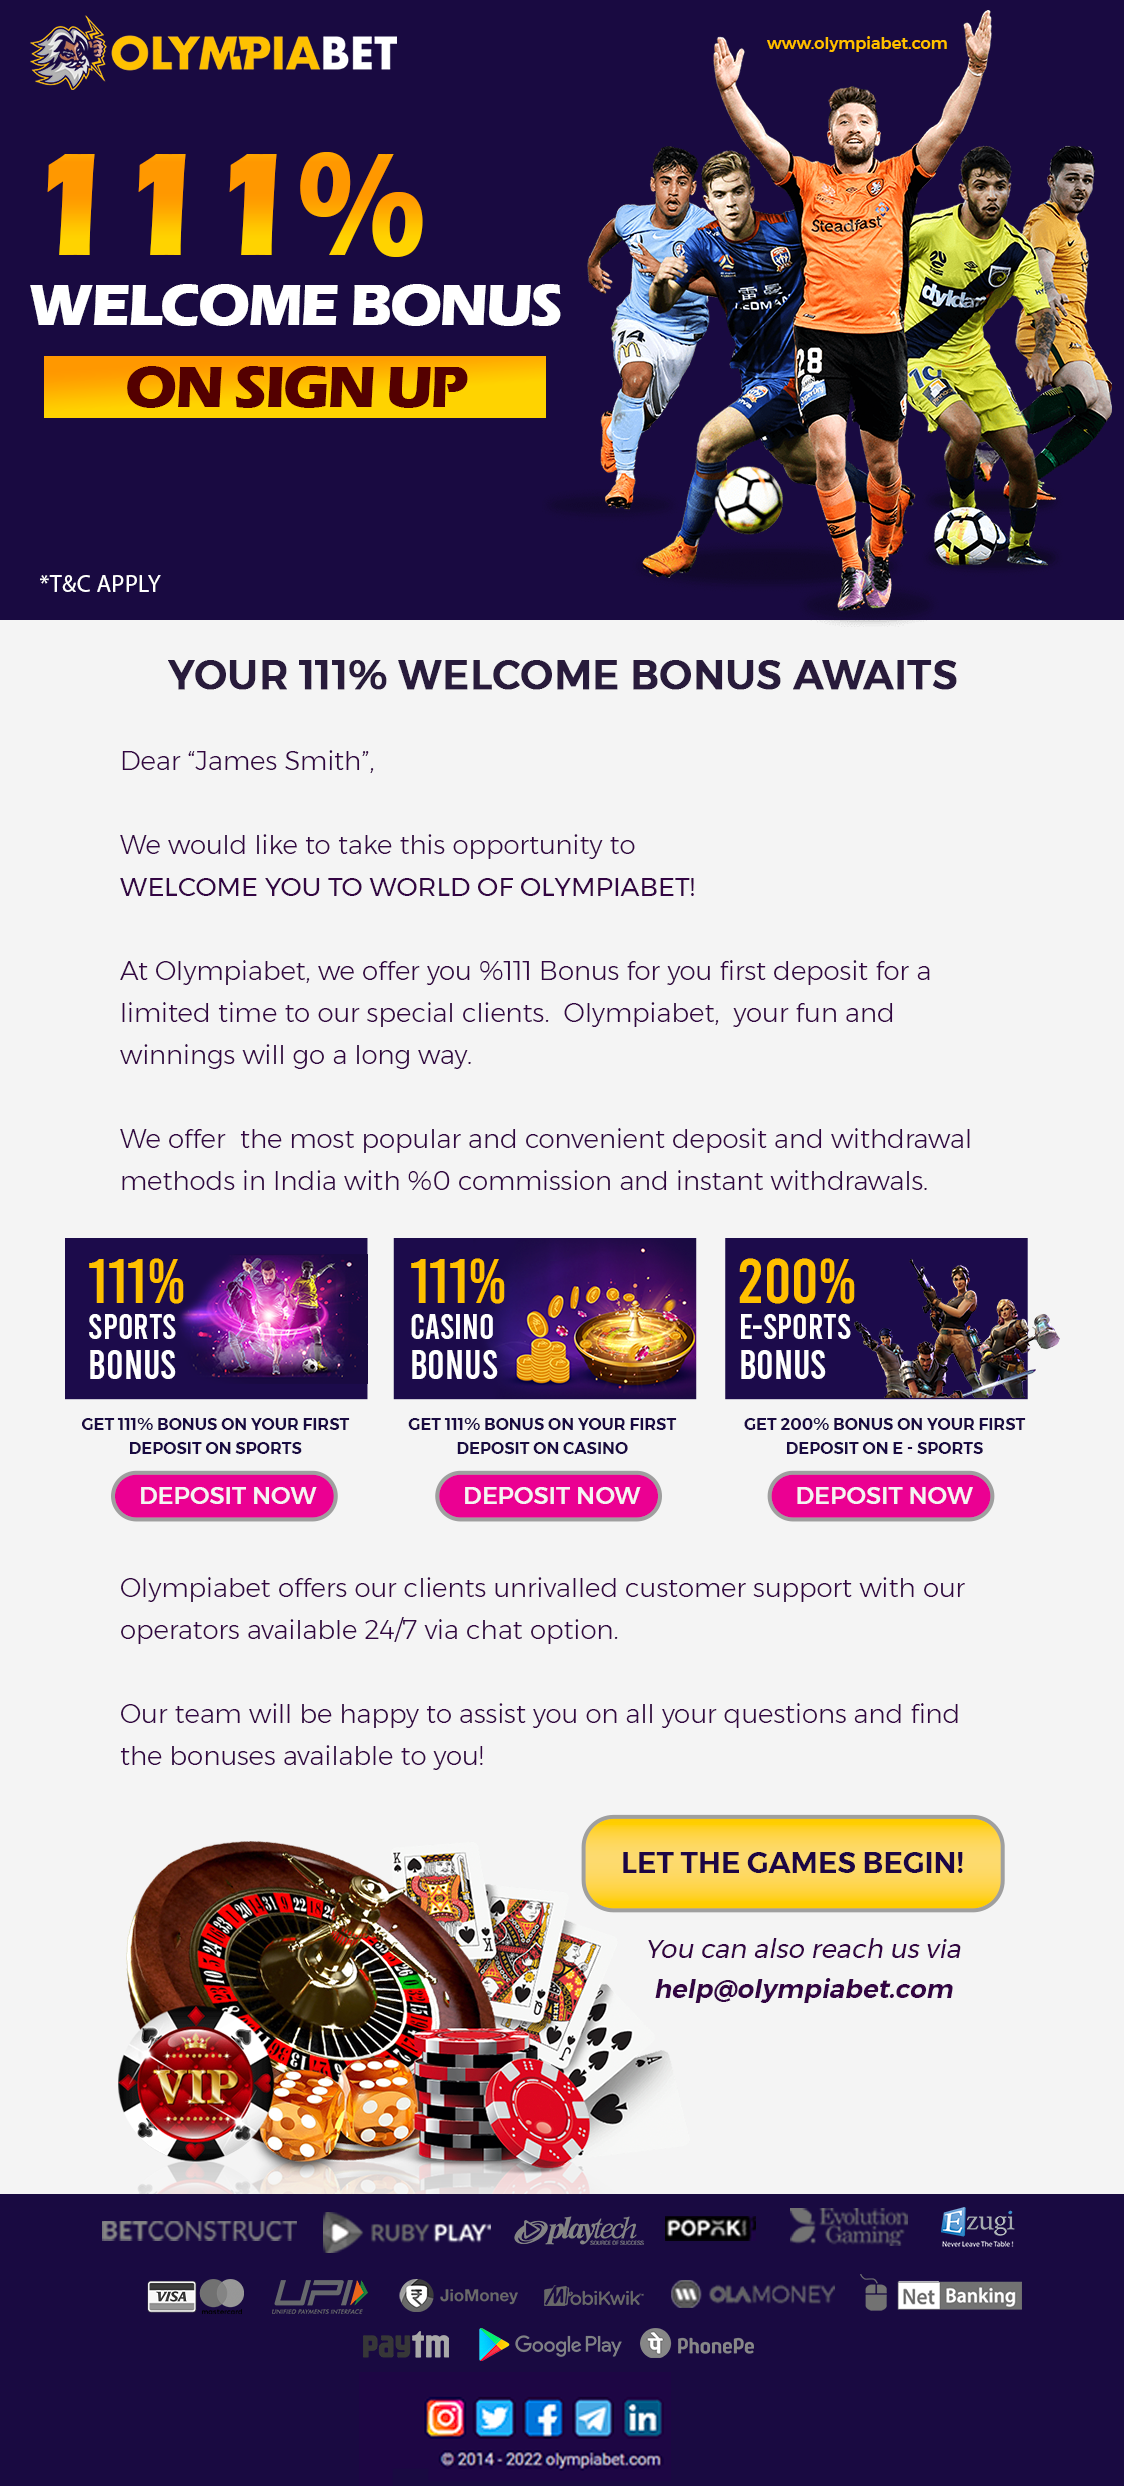 OLYMPIABET
www.olympiabet.com
111%
WELCOME BONUS
ON SIGN UP
Steadfast
14
28
dyldam
*T&C APPLY
YOUR 111% WELCOME BONUS AWAITS
Dear “James Smith”,
We would like to take this opportunity to
WELCOME YOU TO WORLD OF OLYMPIABET!
At Olympiabet, we offer you %111 Bonus for you first deposit for a
limited time to our special clients.  Olympiabet,  your fun and
winnings will go a long way.
We offer  the most popular and convenient deposit and withdrawal
methods in India with %0 commission and instant withdrawals.
111%
SPORTS
BONUS
111%
CASINO
BONUS
200%
E-SPORTS
BONUS
GET 111% BONUS ON YOUR FIRST
DEPOSIT ON SPORTS
GET 111% BONUS ON YOUR FIRST
DEPOSIT ON CASINO
GET 200% BONUS ON YOUR FIRST
DEPOSIT ON E - SPORTS
DEPOSIT NOW
DEPOSIT NOW
DEPOSIT NOW
Olympiabet offers our clients unrivalled customer support with our
operators available 24/7 via chat option.
Our team will be happy to assist you on all your questions and find
the bonuses available to you!
LET THE GAMES BEGIN!
You can also reach us via
help@olympiabet.com
VIP
BETCONSTRUCT
RUBY PLAY
playtech
SOURCE OF SUCCESS
POPOK
Evolution
Gaming
Ezugi
Never Leave The Table !
VISA
UPI
UNIFIED PAYMENTS INTERFACE
JioMoney
MobiKwik
OLAMONEY
Net Banking
paytm
Google Play
पे PhonePe
© 2014 - 2022 olympiabet.com